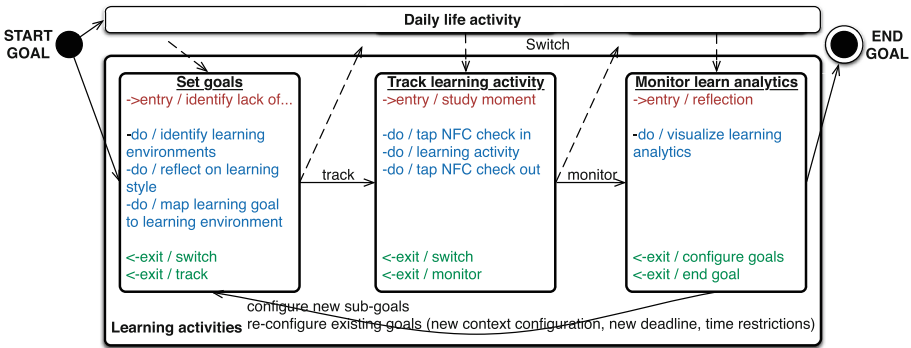 Daily life activity
START
GOAL
END
GOAL
Switch
Set goals
->entry / identify lack of...
-do / identify learning
environments
-do / reflect on learning
style
-do / map learning goal
to learning environment
<-exit / switch
<-exit / track
track
Track learning activity
->entry / study moment
-do / tap NFC check in
-do / learning activity
-do / tap NFC check out
<-exit / switch
<-exit / monitor
monitor
Monitor learn analytics
->entry / reflection
-do / visualize learning
analytics
<-exit / configure goals
<-exit / end goal
configure new sub-goals
re-configure existing goals (new context configuration, new deadline, time restrictions)
Learning activities